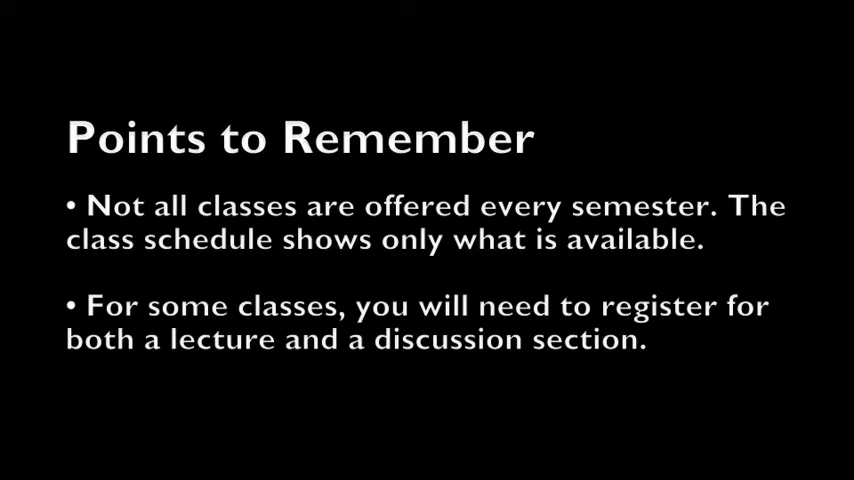 Points to Remember
• Not all classes are offered every semester. The
class schedule shows only what is available.
• For some classes, you will need to register for
both a lecture and a discussion section.